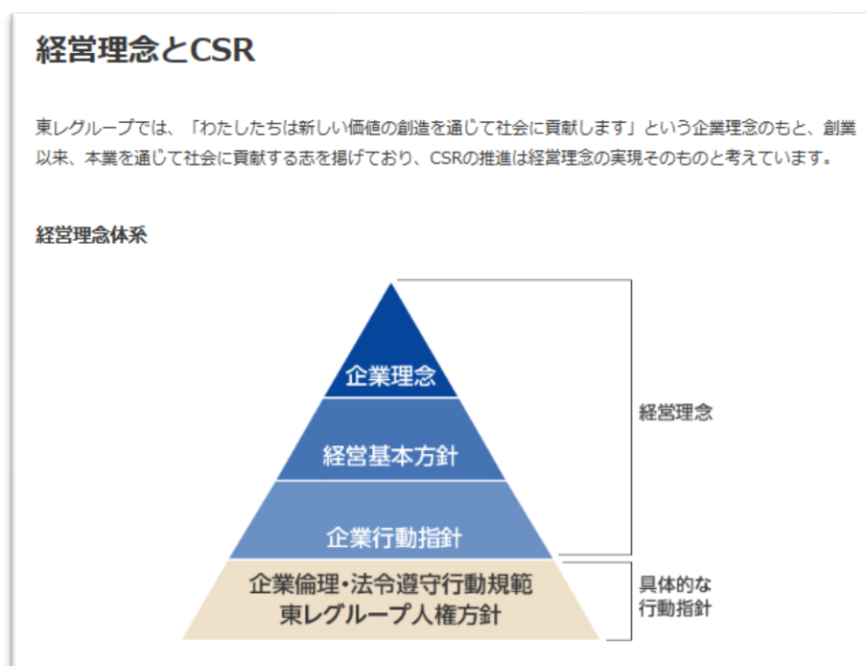 経営理念とCSR
東レグループでは、「わたしたちは新しい価値の創造を通じて社会に貢献します」という企業理念のもと、創業
以来、本業を通じて社会に貢献する志を掲げており、CSRの推進は経営理念の実現そのものと考えています。
経営理念体系
企業理念
経営基本方針
企業行動指針
経営理念
企業倫理・法令遵守行動規範
東レグループ人権方針
具体的な
行動指針